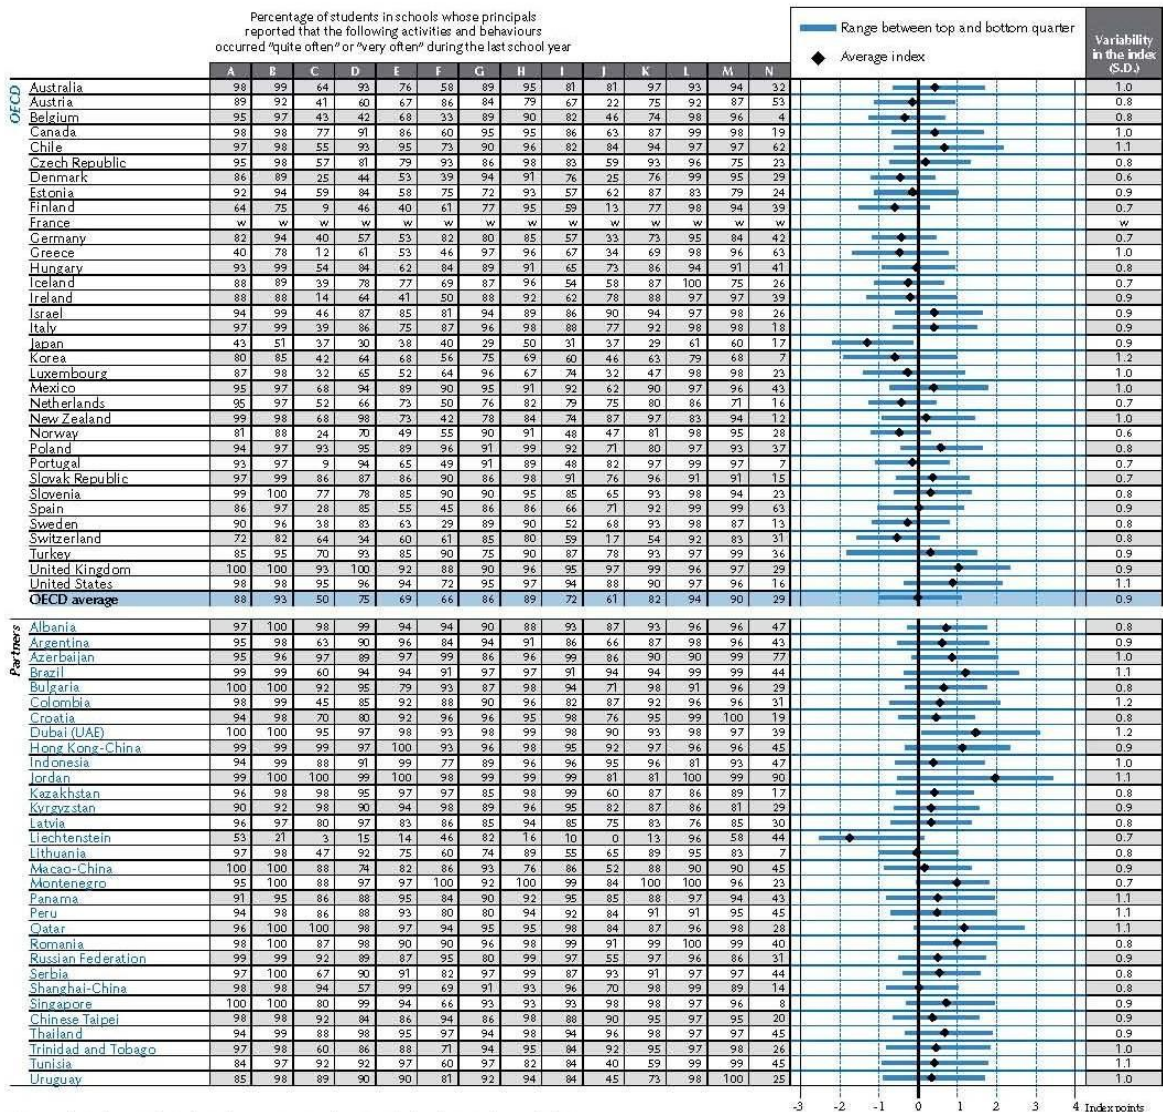 Percentage of students in schools whose principals
reported that the following activities and behaviours
occurred "quite often" or "very often" during the last school year
Range between top and bottom quarter
Average index
Variability
in the index
(S.D.)
A B C D E F G H I J K L M N
OECD
Australia 98 99 64 93 76 58 89 95 81 81 97 93 94 32 1.0
Austria 89 92 41 60 67 86 84 79 67 22 75 92 87 53 0.8
Belgium 95 97 43 42 68 33 89 90 82 46 74 98 96 4 0.8
Canada 98 98 77 91 86 60 95 95 86 63 87 99 98 19 1.0
Chile 97 98 55 93 95 73 90 96 82 84 94 97 97 62 1.1
Czech Republic 95 98 57 81 79 93 86 98 83 59 93 96 75 23 0.8
Denmark 86 89 25 44 53 39 94 91 76 25 76 99 95 29 0.6
Estonia 92 94 59 84 58 75 72 93 57 62 87 83 79 24 0.9
Finland 64 75 9 46 40 61 77 95 59 13 77 98 94 39 0.7
France w w w w w w w w w w w w w w w
Germany 82 94 40 57 53 82 80 85 57 33 73 95 84 42 0.7
Greece 40 78 12 61 53 46 97 96 67 34 69 98 96 63 0.9
Hungary 93 99 54 84 62 84 89 91 65 73 86 94 91 41 0.8
Iceland 88 89 39 78 77 69 87 96 54 58 87 100 75 26 0.7
Ireland 88 88 14 64 41 50 88 92 62 78 88 97 97 39 0.9
Israel 94 99 46 87 85 81 94 89 86 90 94 97 98 26 0.9
Italy 97 99 39 86 75 87 96 98 88 77 92 98 98 18 0.9
Japan 43 51 37 30 38 40 29 50 31 37 29 61 60 17 0.9
Korea 80 85 42 64 68 56 75 69 60 46 63 79 68 7 1.2
Luxembourg 87 98 32 65 52 64 96 67 74 32 47 98 98 23 1.0
Mexico 95 97 68 94 89 90 95 91 92 62 90 97 96 43 1.0
Netherlands 95 97 52 66 73 50 76 82 79 75 80 86 71 16 0.7
New Zealand 99 98 68 98 73 42 78 84 74 87 97 83 94 12 1.0
Norway 81 88 24 70 49 55 90 91 48 47 81 98 95 28 0.6
Poland 94 97 93 95 89 96 91 99 92 71 80 97 93 37 0.8
Portugal 93 97 9 94 65 49 91 89 48 82 97 99 97 7 0.7
Slovak Republic 97 99 86 87 86 90 86 98 91 76 96 91 91 15 0.7
Slovenia 99 100 77 78 85 90 90 95 85 65 93 98 94 23 0.8
Spain 86 97 28 85 55 45 86 86 66 71 92 99 99 63 1.0
Sweden 90 96 38 83 63 29 89 90 52 68 93 98 87 13 0.8
Switzerland 72 82 64 34 60 61 85 80 59 17 54 92 83 31 0.8
Turkey 85 95 70 93 85 90 75 90 87 78 93 97 99 36 0.9
United Kingdom 100 100 93 100 92 88 90 96 95 97 99 96 97 29 0.9
United States 98 98 95 96 94 72 95 97 94 88 90 97 96 16 1.1
OECD average 88 93 50 75 69 66 86 89 72 61 82 94 90 29 0.9
Partners
Albania 97 100 98 99 94 94 90 88 93 87 93 96 96 47 0.8
Argentina 95 98 63 90 96 84 94 91 86 66 87 98 96 43 0.9
Azerbaijan 95 96 97 89 97 99 86 96 99 86 90 90 99 77 1.0
Brazil 99 99 60 94 94 91 97 97 91 94 94 99 99 44 1.1
Bulgaria 100 100 92 95 79 93 87 98 94 71 98 91 96 29 0.8
Colombia 98 99 45 85 92 88 90 96 82 87 92 96 96 31 1.2
Croatia 94 98 70 80 92 96 96 95 98 76 95 99 100 19 0.8
Dubai (UAE) 100 100 95 97 98 93 98 99 98 90 93 98 97 39 1.2
Hong Kong-China 99 99 99 97 100 93 96 98 95 92 97 96 96 45 0.9
Indonesia 94 99 88 91 99 77 89 96 96 95 96 81 93 47 1.0
Jordan 99 100 100 99 100 98 99 99 99 81 81 100 99 90 1.1
Kazakhstan 96 98 98 95 97 97 85 98 99 60 87 86 89 17 1.0
Kyrgyzstan 90 92 98 90 94 98 89 96 95 82 87 86 81 29 0.9
Latvia 96 97 80 97 83 86 85 94 85 75 83 76 85 30 0.8
Liechtenstein 53 21 3 15 14 46 82 16 10 0 13 96 58 44 0.7
Lithuania 97 98 47 92 75 60 74 89 55 65 89 95 83 7 0.8
Macao-China 100 100 88 74 82 86 93 76 86 52 88 90 90 45 0.9
Montenegro 95 100 88 97 97 100 92 100 99 84 100 100 96 23 0.7
Panama 91 95 86 88 95 84 90 92 95 85 88 97 94 43 1.1
Peru 94 98 86 88 93 80 80 94 92 84 91 91 95 45 1.1
Qatar 96 100 100 98 97 94 95 95 98 84 87 96 98 28 1.1
Romania 98 100 87 98 90 90 96 98 99 91 99 100 99 40 0.8
Russian Federation 99 99 92 89 87 95 80 99 97 55 97 96 86 31 0.9
Serbia 97 100 67 90 91 82 97 99 87 93 91 97 97 44 0.8
Shanghai-China 98 98 94 57 99 69 91 93 96 70 98 99 89 14 0.8
Singapore 100 100 80 99 94 66 93 93 93 98 98 97 96 8 0.9
Chinese Taipei 98 98 92 84 86 94 86 98 88 90 95 97 95 20 0.9
Thailand 94 99 88 98 95 97 94 98 94 96 98 97 97 45 0.9
Trinidad and Tobago 97 98 60 86 88 71 94 95 84 92 95 97 98 26 1.0
Tunisia 84 97 92 92 97 60 97 82 84 40 59 99 99 45 1.1
Uruguay 85 98 89 90 90 81 92 94 84 45 73 98 100 25 1.0
-3 -2 -1 0 1 2 3 4 Index points